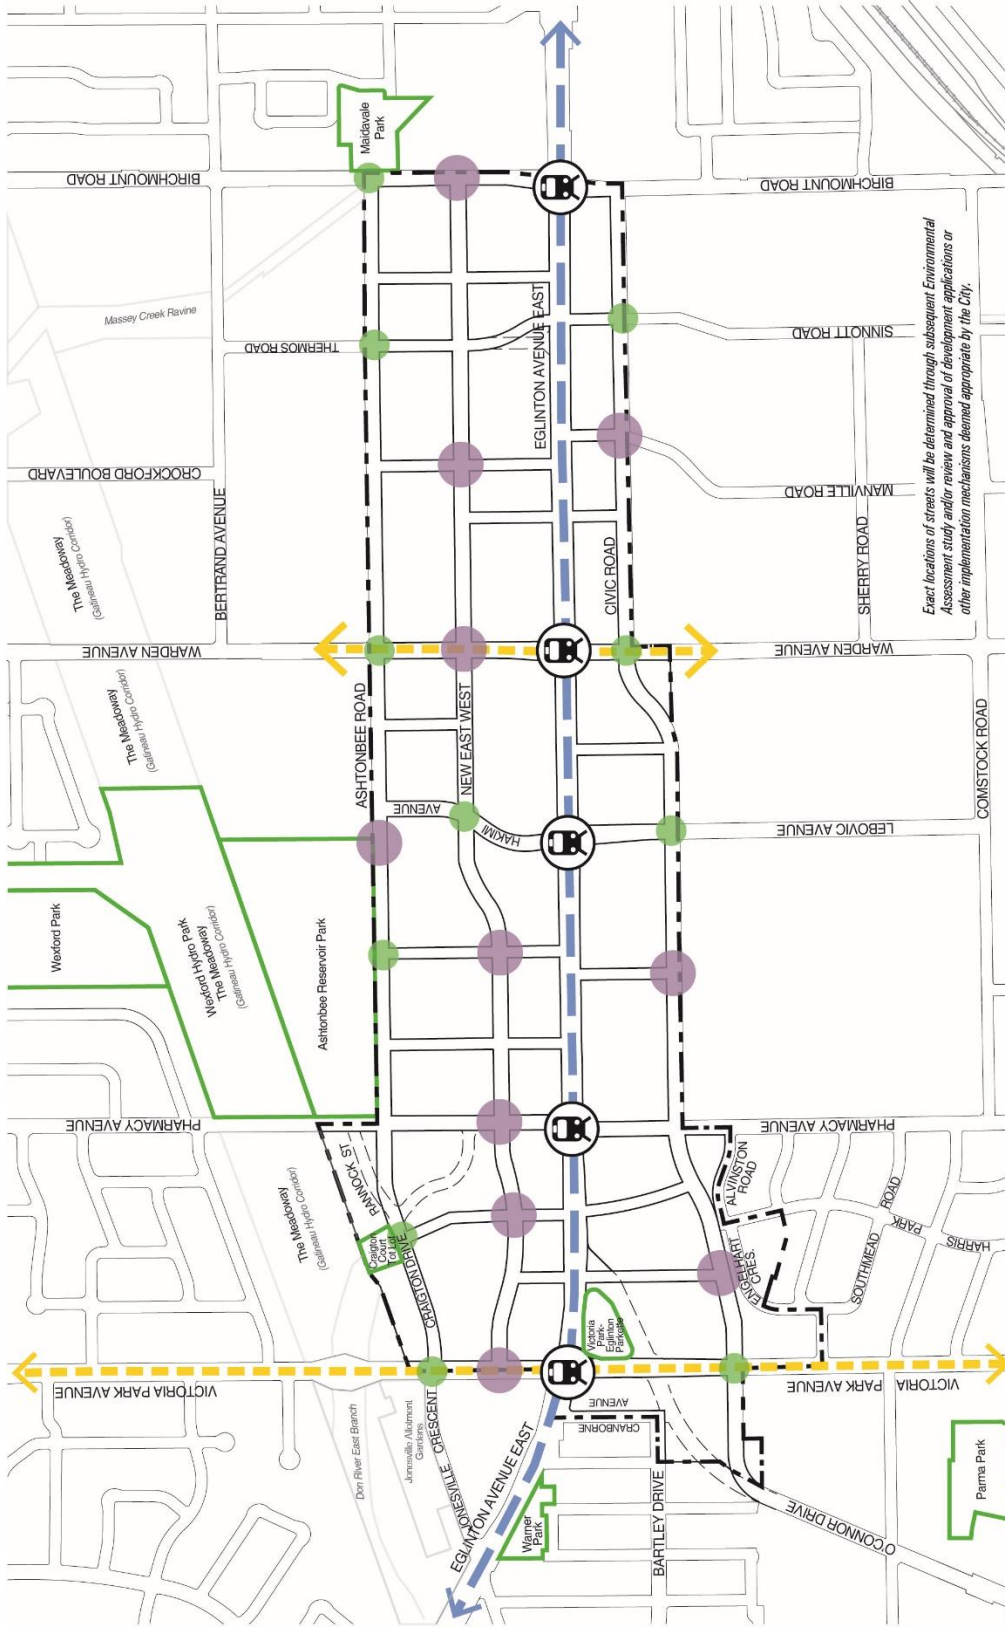 Wexford Park
Wexford Hydro Park
The Meadoway
(Gatineau Hydro Corridor)
The Meadoway
(Gatineau Hydro Corridor)
The Meadoway
(Gatineau Hydro Corridor)
The Meadoway
(Gatineau Hydro Corridor)
Massey Creek Ravine
VICTORIA PARK AVENUE
PHARMACY AVENUE
WARDEN AVENUE
CROCKFORD BOULEVARD
BIRCHMOUNT ROAD
BERTRAND AVENUE
THERMOS ROAD
Ashtonbee Reservoir Park
Maidavale
Park
Don River East Branch
Jonesville Allotment
Gardens
RANNOCK ST
Craigton
Court
Tot Lot
CRAIGTON DRIVE
ASHTONBEE ROAD
JONESVILLE CRESCENT
AVENUE
HAKIMI
NEW EAST WEST
EGLINTON AVENUE EAST
EGLINTON AVENUE EAST
Warner
Park
Victoria
Park-
Eglinton
Parkette
CRANBORNE
AVENUE
CIVIC ROAD
BARTLEY DRIVE
ALVINSTON
ROAD
ENGELHART
CRES.
O'CONNOR DRIVE
VICTORIA
PARK AVENUE
PHARMACY AVENUE
LEBOVIC AVENUE
WARDEN AVENUE
MANVILLE ROAD
SINNOTT ROAD
BIRCHMOUNT ROAD
SOUTHMEAD
ROAD
HARRIS
PARK
SHERRY ROAD
COMSTOCK ROAD
Parma Park
Exact locations of streets will be determined through subsequent Environmental
Assessment study and/or review and approval of development applications or
other implementation mechanisms deemed appropriate by the City.